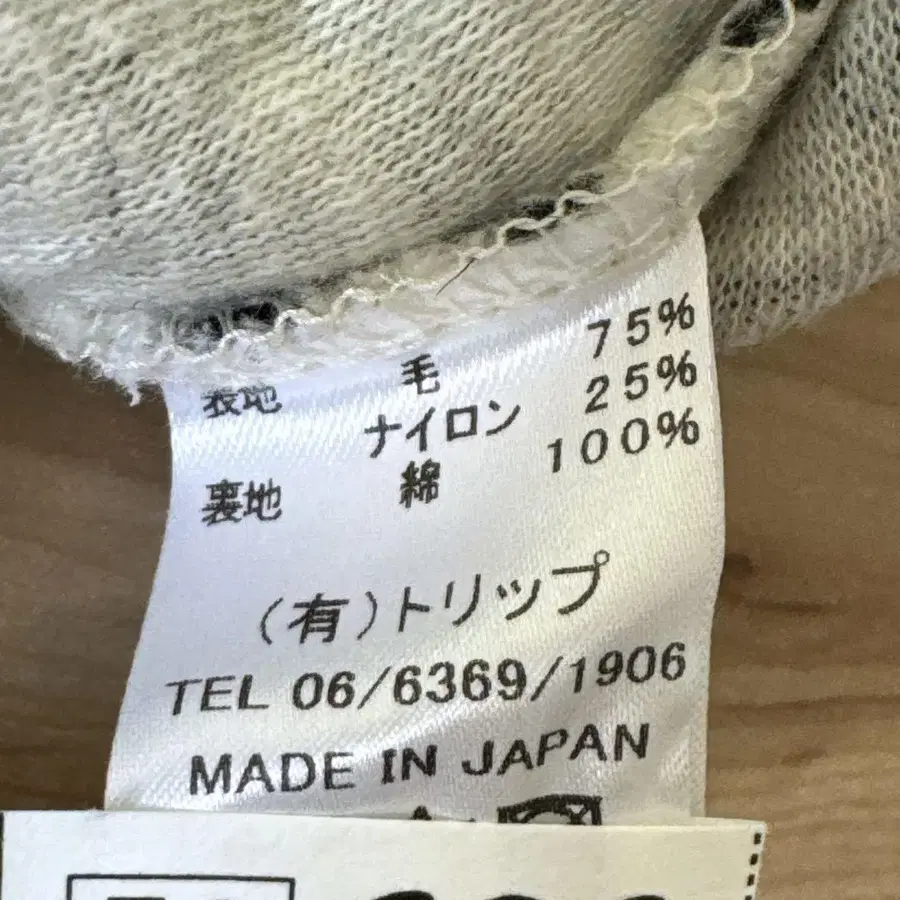 表地 毛 75%
ナイロン 25%
裏地 綿 100%
(有)トリップ
TEL 06/6369/1906
MADE IN JAPAN